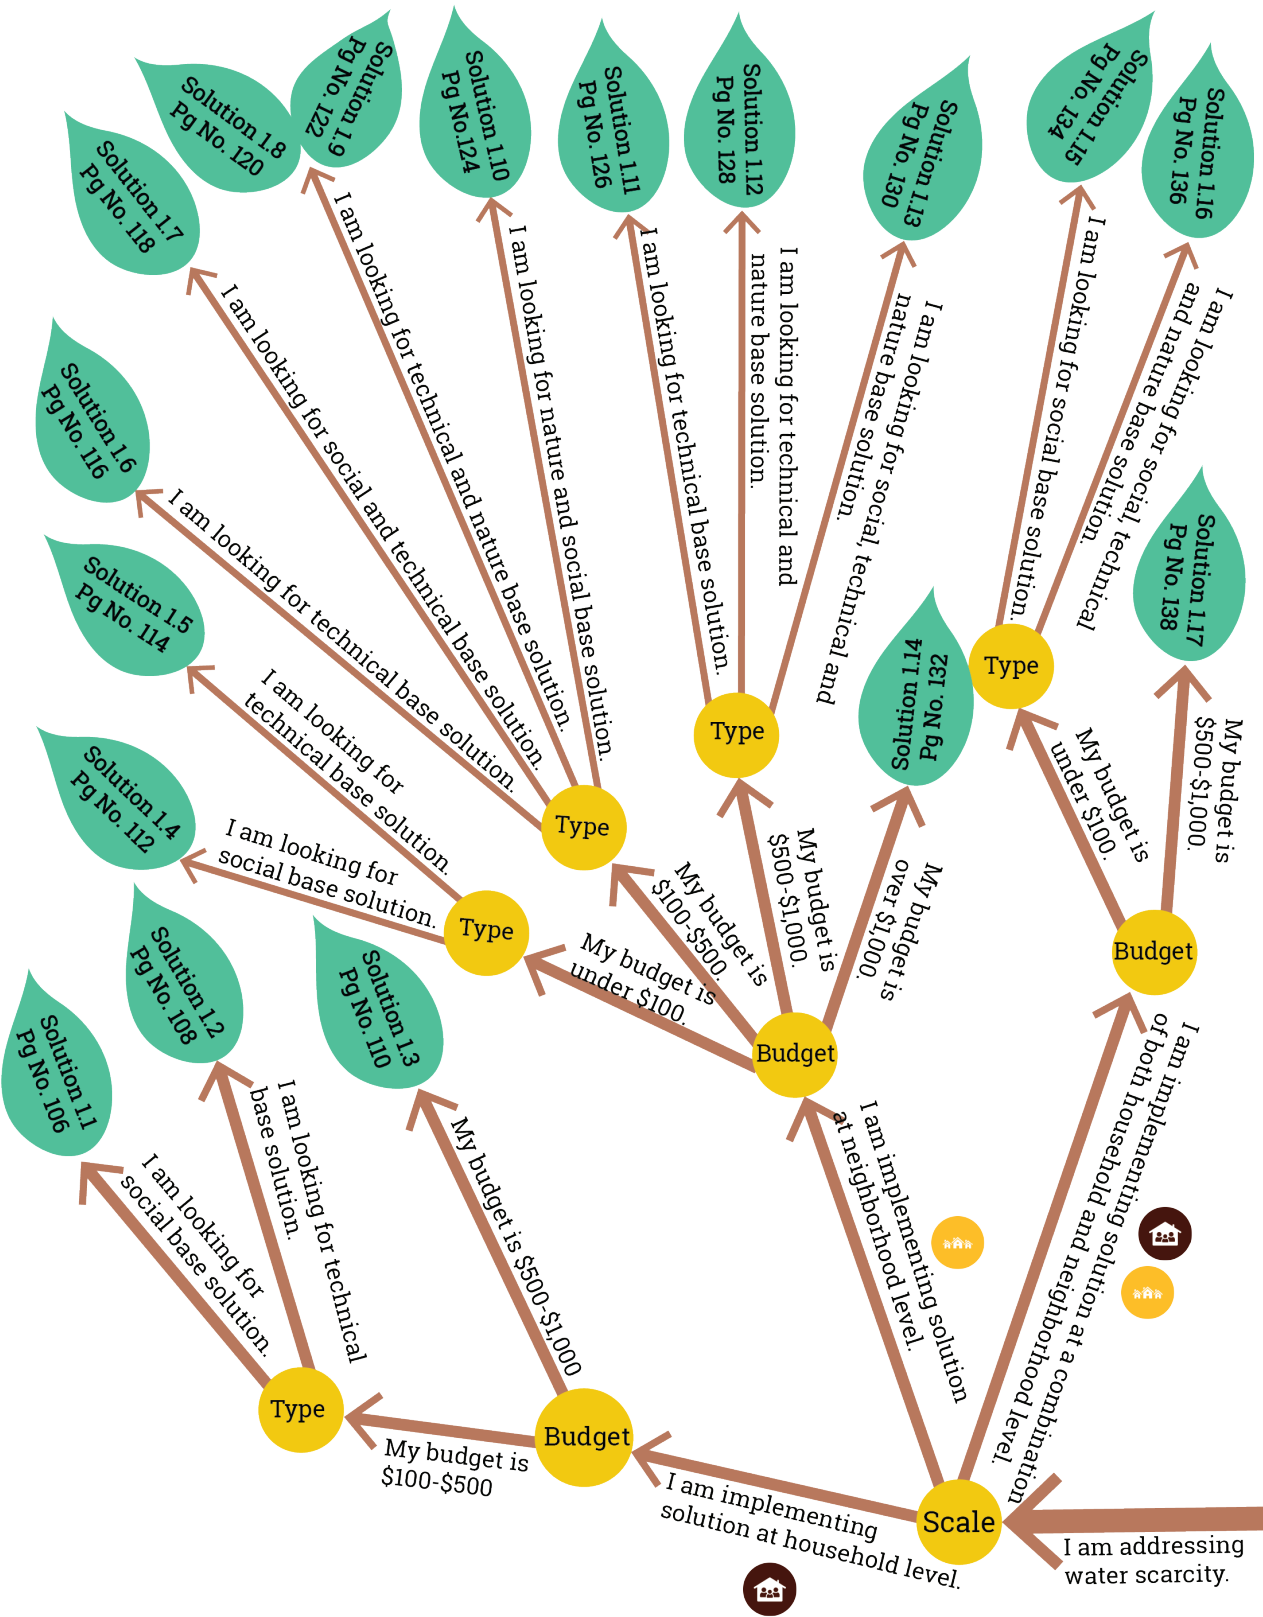 Solution 1.1
Pg No. 106
Solution 1.2
Pg No. 108
Solution 1.3
Pg No. 110
Solution 1.4
Pg No. 112
Solution 1.5
Pg No. 114
Solution 1.6
Pg No. 116
Solution 1.7
Pg No. 118
Solution 1.8
Pg No. 120
Solution 1.9
Pg No. 122
Solution 1.10
Pg No.124
Solution 1.11
Pg No. 126
Solution 1.12
Pg No. 128
Solution 1.13
Pg No. 130
Solution 1.14
Pg No. 132
Solution 1.15
Pg No. 134
Solution 1.16
Pg No. 136
Solution 1.17
Pg No. 138
I am looking for
social base solution.
I am looking for technical
base solution.
My budget is $500-$1,000
I am looking for
social base solution.
I am looking for
technical base solution.
I am looking for technical base solution.
I am looking for social and technical base solution.
I am looking for technical and nature base solution.
I am looking for nature and social base solution.
I am looking for technical base solution.
I am looking for technical and
nature base solution.
I am looking for social, technical and
nature base solution.
I am looking for social base solution.
I am looking for social, technical
and nature base solution.
Type
Type
Type
Type
Type
My budget is
under $100.
My budget is
$100-$500.
My budget is
$500-$1,000.
My budget is
over $1,000.
My budget is
under $100.
My budget is
$500-$1,000.
Budget
Budget
Budget
My budget is
$100-$500
I am implementing
solution at household level.
I am implementing solution
at neighborhood level.
I am implementing solution at a combination
of both household and neighborhood level.
Scale
I am addressing
water scarcity.